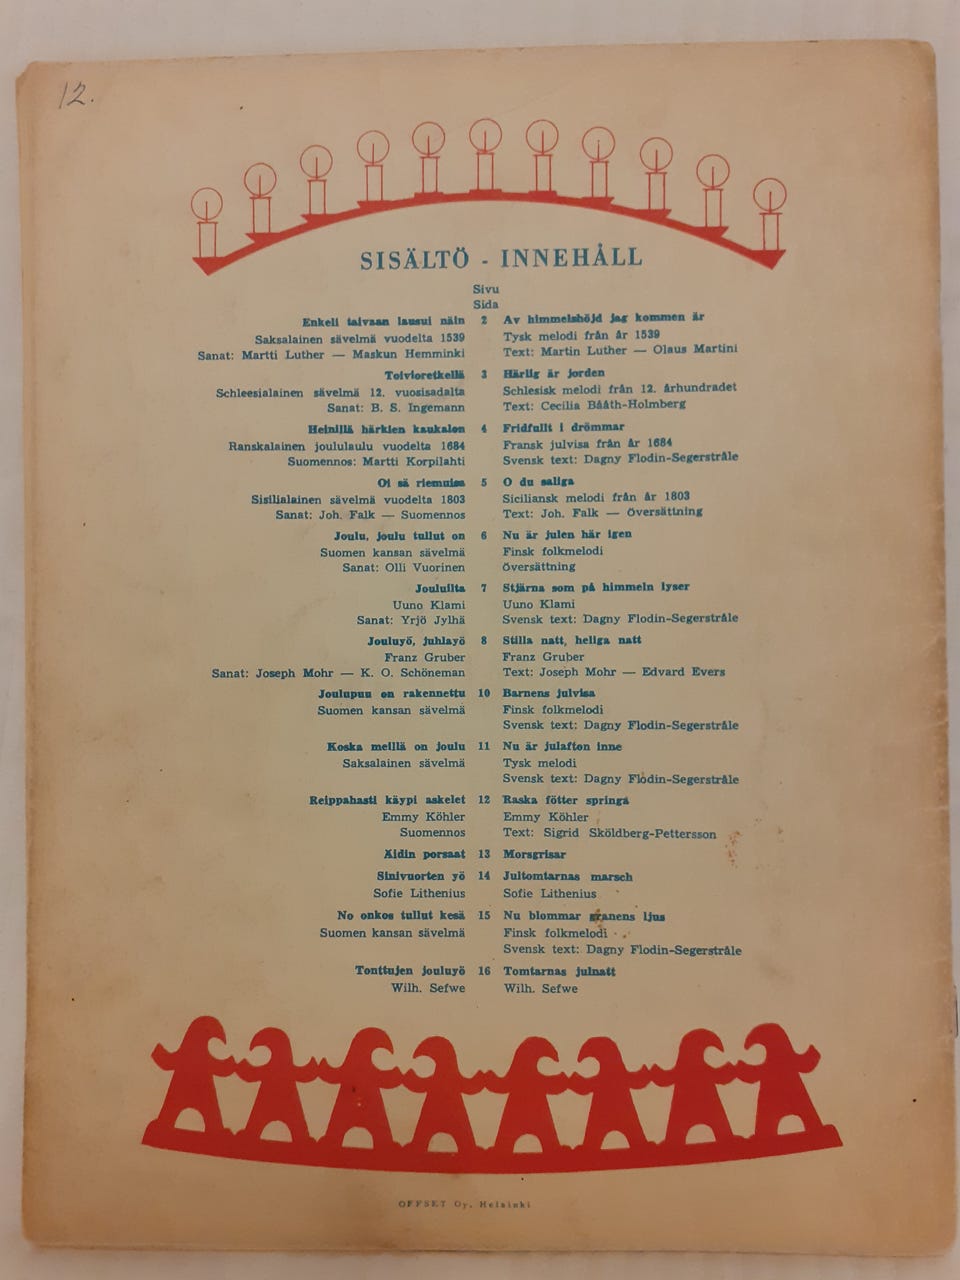 12.
SISÄLTÖ - INNEHÅLL
Sivu
Sida
Enkeli taivaan lausui näin 2 Av himmelshöjd jag kommen är
Saksalainen sävelmä vuodelta 1539 Tysk melodi från år 1539
Sanat: Martti Luther — Maskun Hemminki Text: Martin Luther — Olaus Martini
Toivioretkellä 3 Härlig är jorden
Schleesialainen sävelmä 12. vuosisadalta Schlesisk melodi från 12. århundradet
Sanat: B. S. Ingemann Text: Cecilia Bååth-Holmberg
Heinillä härkien kaukalon 4 Fridfullt i drömmar
Ranskalainen joululaulu vuodelta 1684 Fransk julvisa från år 1684
Suomennos: Martti Korpilahti Svensk text: Dagny Flodin-Segerstråle
Oi sä riemuisa 5 O du saliga
Sisilialainen sävelmä vuodelta 1803 Siciliansk melodi från år 1803
Sanat: Joh. Falk — Suomennos Text: Joh. Falk — översättning
Joulu, joulu tullut on 6 Nu är julen här igen
Suomen kansan sävelmä Finsk folkmelodi
Sanat: Olli Vuorinen översättning
Jouluilta 7 Stjärna som på himmeln lyser
Uuno Klami Uuno Klami
Sanat: Yrjö Jylhä Svensk text: Dagny Flodin-Segerstråle
Jouluyö, juhlayö 8 Stilla natt, heliga natt
Franz Gruber Franz Gruber
Sanat: Joseph Mohr — K. O. Schöneman Text: Joseph Mohr — Edvard Evers
Joulupuu on rakennettu 10 Barnens julvisa
Suomen kansan sävelmä Finsk folkmelodi
Svensk text: Dagny Flodin-Segerstråle
Koska meillä on joulu 11 Nu är julafton inne
Saksalainen sävelmä Tysk melodi
Svensk text: Dagny Flodin-Segerstråle
Reippahasti käypi askelet 12 Raska fötter springa
Emmy Köhler Emmy Köhler
Suomennos Text: Sigrid Sköldberg-Pettersson
Äidin porsaat 13 Morsgrisar
Sinivuorten yö 14 Jultomtarnas marsch
Sofie Lithenius Sofie Lithenius
No onkos tullut kesä 15 Nu blommar granens ljus
Suomen kansan sävelmä Finsk folkmelodi
Svensk text: Dagny Flodin-Segerstråle
Tonttujen jouluyö 16 Tomtarnas julnatt
Wilh. Sefwe Wilh. Sefwe
OFFSET Oy, Helsinki